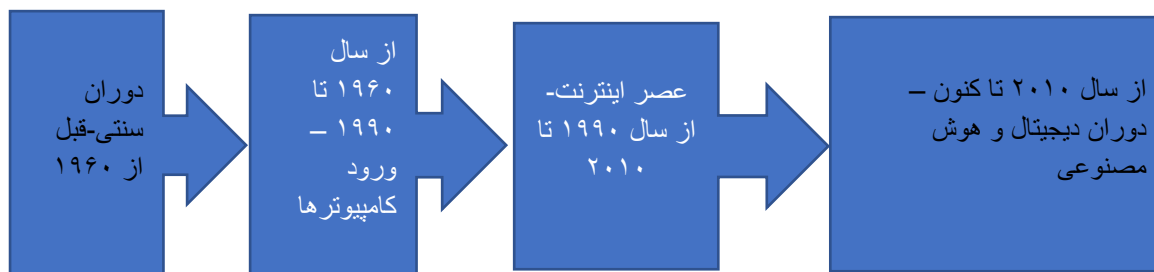 دوران
سنتی-قبل
از ۱۹۶۰
از سال
۱۹۶۰ تا
۱۹۹۰ –
ورود
کامپیوترها
عصر اینترنت-
از سال ۱۹۹۰ تا
۲۰۱۰
از سال ۲۰۱۰ تا کنون –
دوران دیجیتال و هوش
مصنوعی